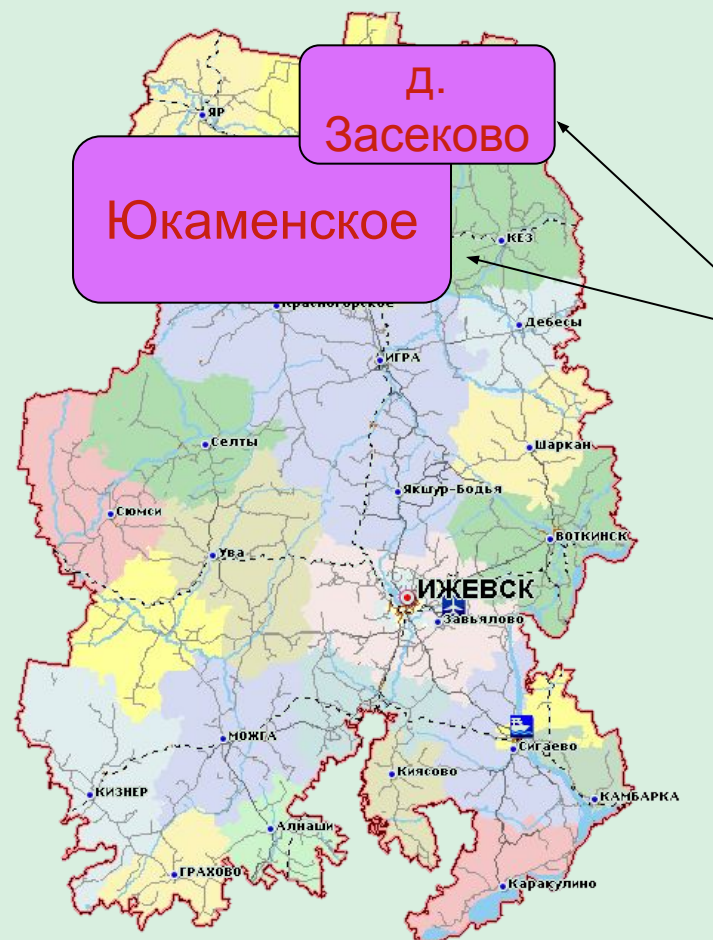 д.
Засеково
ЯР
Юкаменское
КЕЗ
Красногорское
Дебесы
ИГРА
Селты
Шаркан
Якшур-Бодья
Сюмси
ВОТКИНСК
Ува
ИЖЕВСК
Завьялово
МОЖГА
Сигаево
Киясово
КИЗНЕР
КАМБАРКА
Алнаши
ГРАХОВО
Каракулино